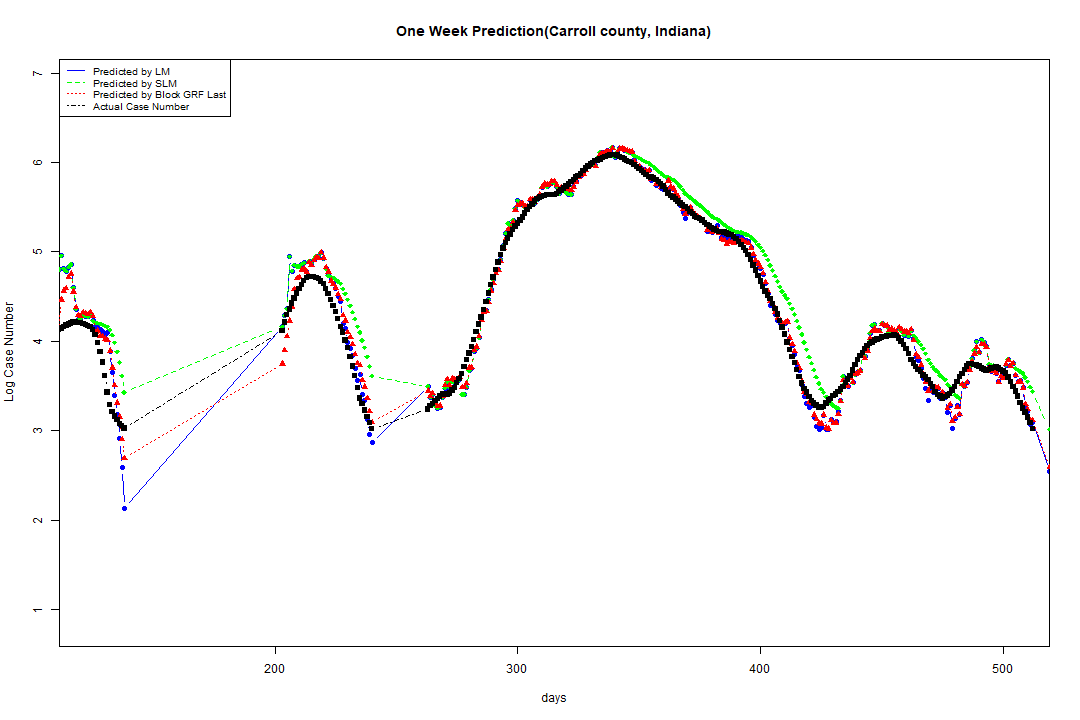 One Week Prediction(Carroll county, Indiana)
Predicted by LM
Predicted by SLM
Predicted by Block GRF Last
Actual Case Number
7
6
5
4
3
2
1
Log Case Number
200 300 400 500
days